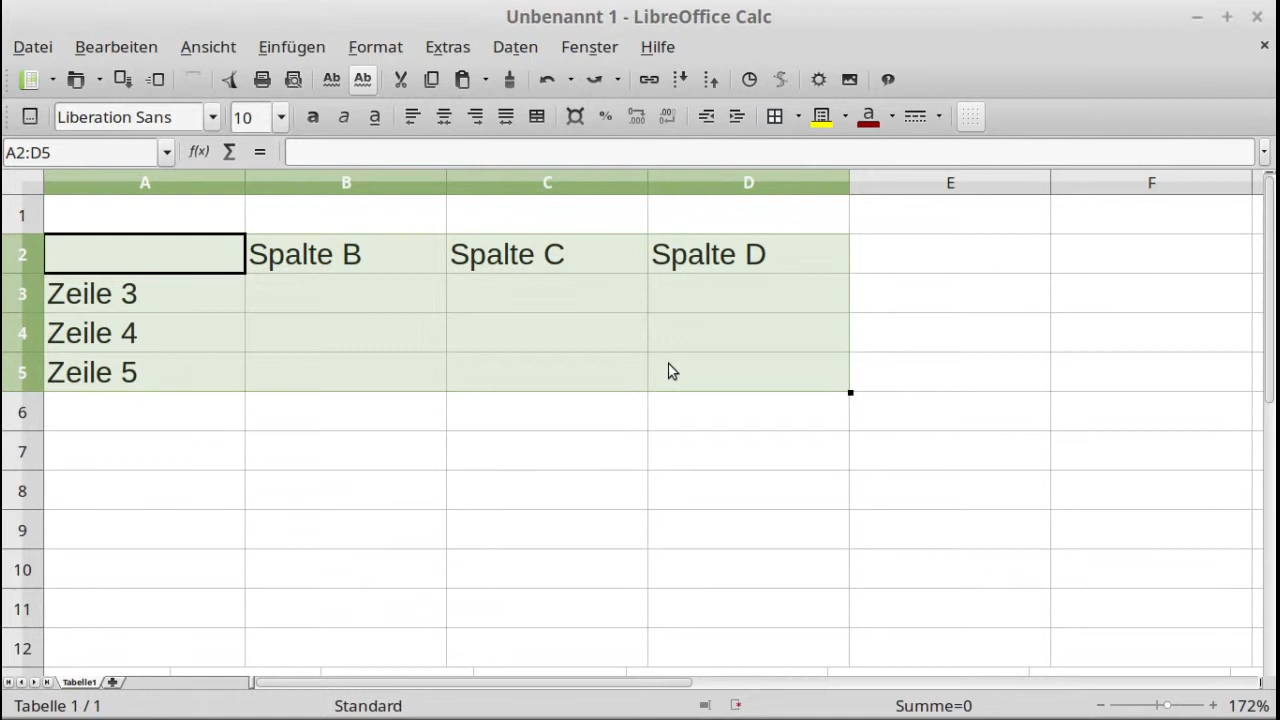 Unbenannt 1 - LibreOffice Calc
Datei Bearbeiten Ansicht Einfügen Format Extras Daten Fenster Hilfe
Liberation Sans 10
A2:D5
A B C D E F
1
2 Spalte B Spalte C Spalte D
3 Zeile 3
4 Zeile 4
5 Zeile 5
6
7
8
9
10
11
12
Tabelle1
Tabelle 1 / 1 Standard Summe=0 172%